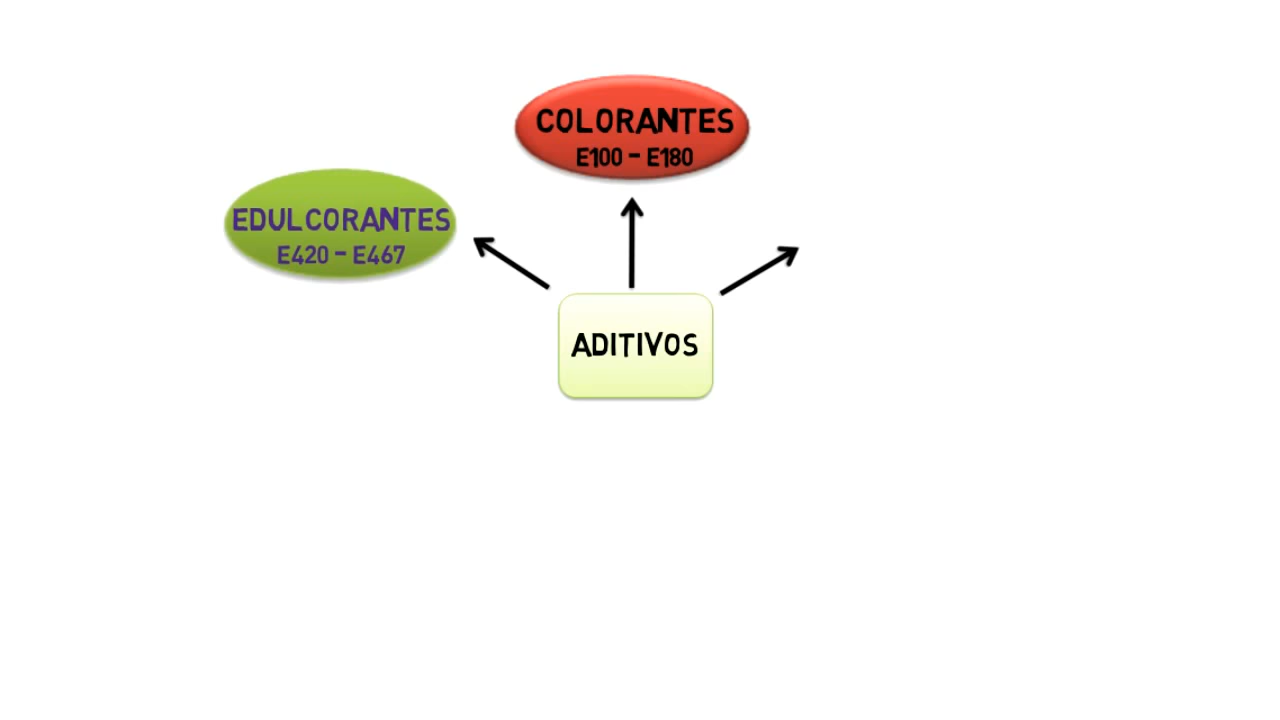 COLORANTES
E100 - E180
EDULCORANTES
E420 - E467
ADITIVOS